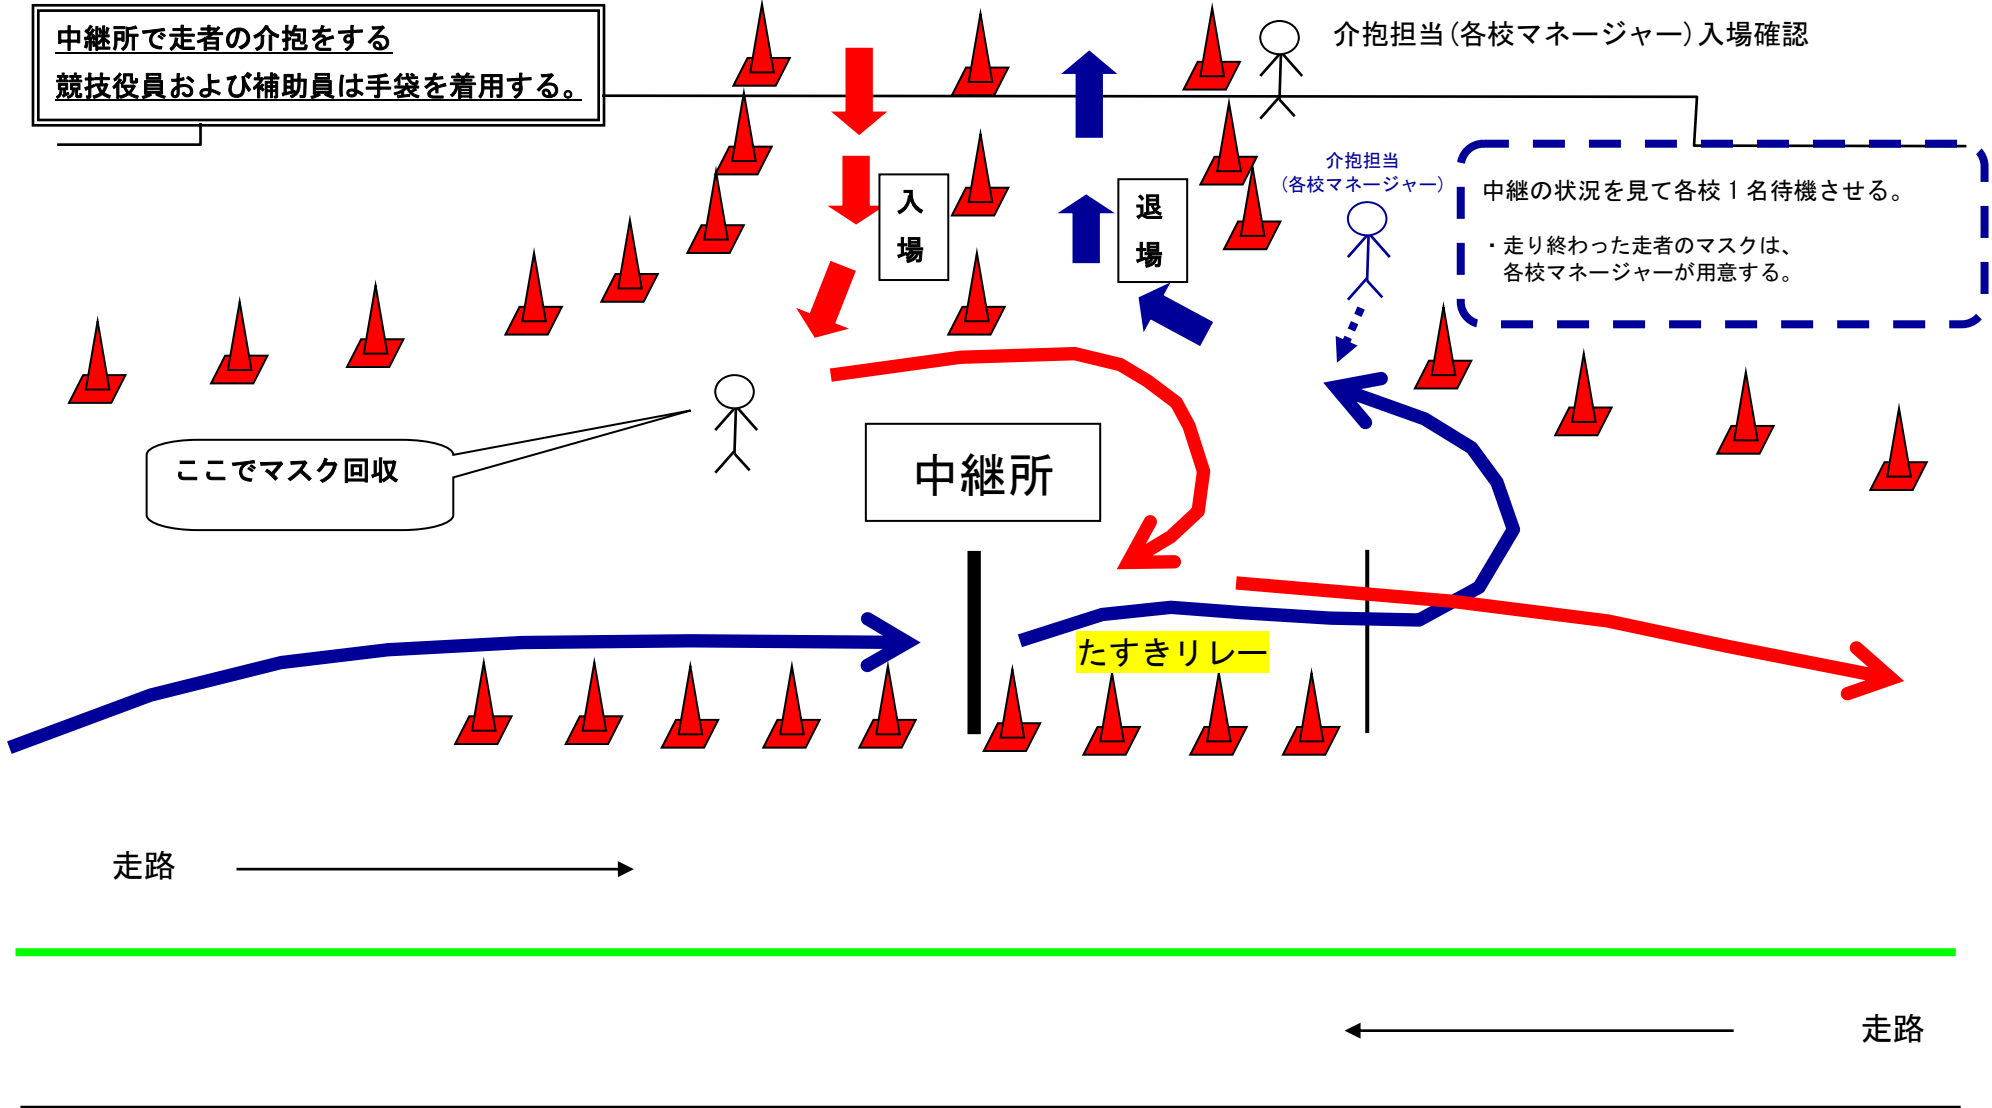 中継所で走者の介抱をする
競技役員および補助員は手袋を着用する。
介抱担当(各校マネージャー)入場確認
介抱担当
(各校マネージャー)
中継の状況を見て各校1名待機させる。
・走り終わった走者のマスクは、
各校マネージャーが用意する。
入
場
退
場
ここでマスク回収
中継所
たすきリレー
走路
走路